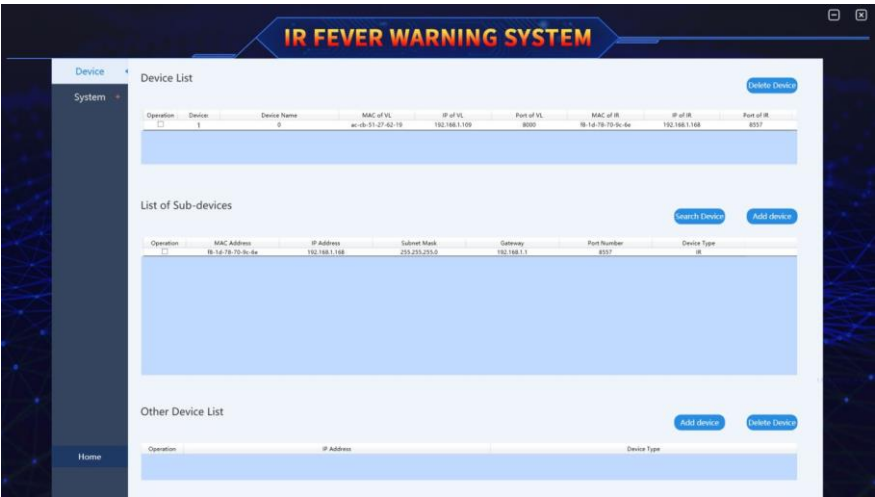 IR FEVER WARNING SYSTEM
Device
System +
Home
Device List
Delete Device
Operation Device Device Name MAC of VL IP of VL Port of VL MAC of IR IP of IR Port of IR
1 0 ac-cb-51-27-62-19 192.168.1.109 8000 f8-1d-78-70-9c-6e 192.168.1.168 8557
List of Sub-devices
Search Device Add device
Operation MAC Address IP Address Subnet Mask Gateway Port Number Device Type
f8-1d-78-70-9c-6e 192.168.1.168 255.255.255.0 192.168.1.1 8557 IR
Other Device List
Add device Delete Device
Operation IP Address Device Type